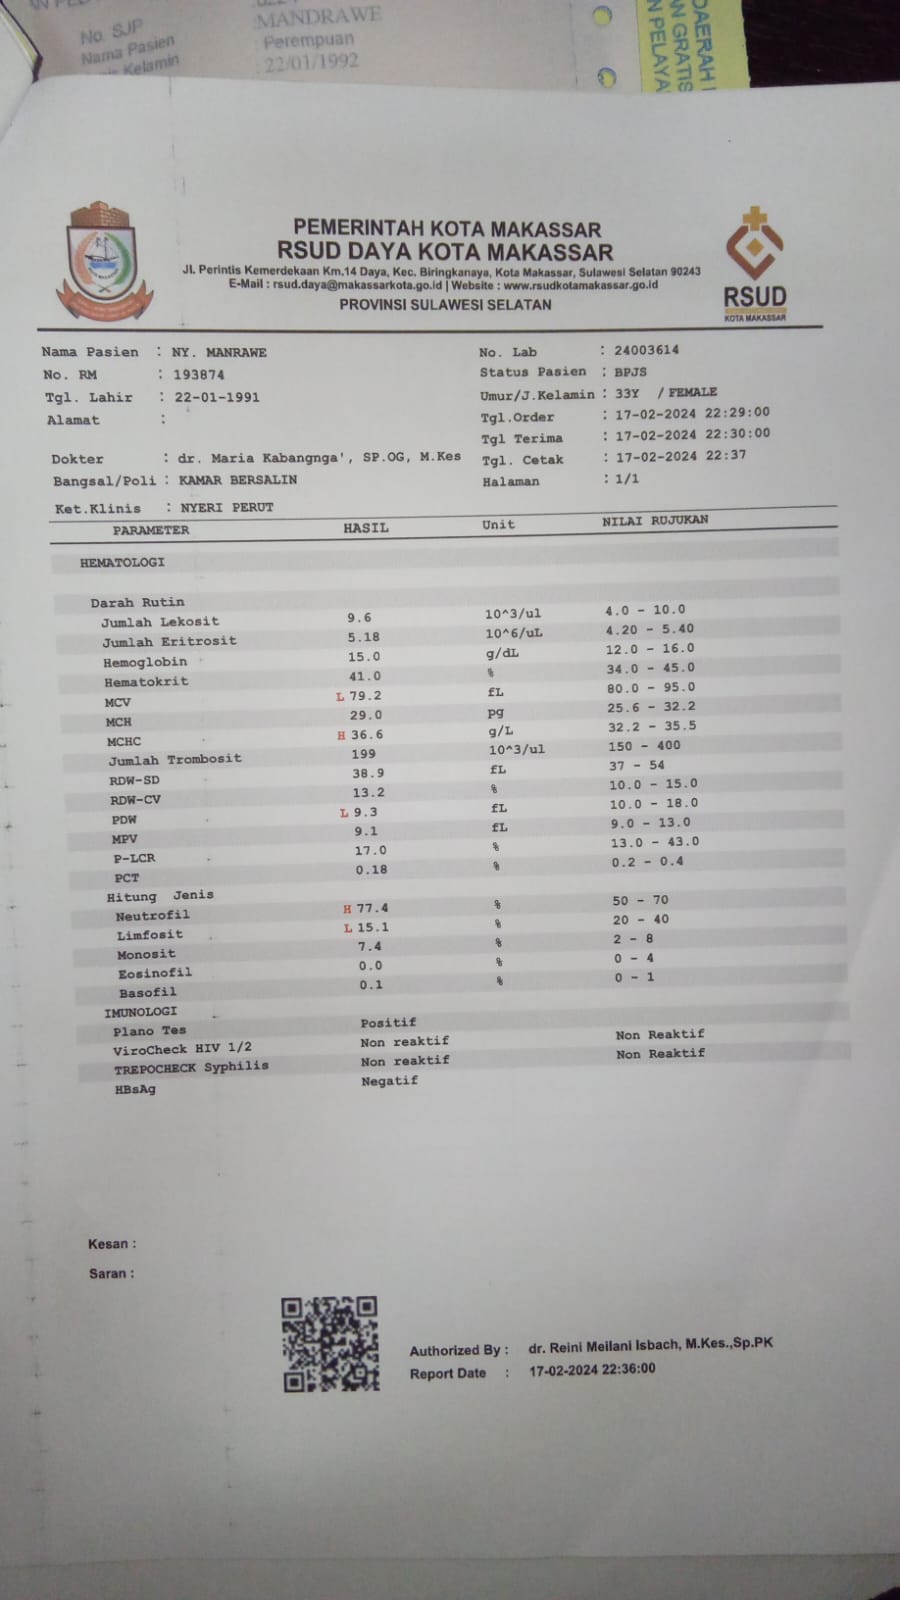 No. SJP
Nama Pasien :MANDRAWE
Kelamin : Perempuan
: 22/01/1992
DAERAH
AN GRATIS
N PELAYA
PEMERINTAH KOTA MAKASSAR
RSUD DAYA KOTA MAKASSAR
Jl. Perintis Kemerdekaan Km.14 Daya, Kec. Biringkanaya, Kota Makassar, Sulawesi Selatan 90243
E-Mail : rsud.daya@makassarkota.go.id | Website : www.rsudkotamakassar.go.id
PROVINSI SULAWESI SELATAN
RSUD
KOTA MAKASSAR
Nama Pasien : NY. MANRAWE No. Lab : 24003614
No. RM : 193874 Status Pasien : BPJS
Tgl. Lahir : 22-01-1991 Umur/J.Kelamin : 33Y / FEMALE
Alamat : Tgl.Order : 17-02-2024 22:29:00
Tgl Terima : 17-02-2024 22:30:00
Dokter : dr. Maria Kabangnga', SP.OG, M.Kes Tgl. Cetak : 17-02-2024 22:37
Bangsal/Poli : KAMAR BERSALIN Halaman : 1/1
Ket.Klinis : NYERI PERUT
PARAMETER HASIL Unit NILAI RUJUKAN
HEMATOLOGI
Darah Rutin
Jumlah Lekosit 9.6 10^3/ul 4.0 - 10.0
Jumlah Eritrosit 5.18 10^6/uL 4.20 - 5.40
Hemoglobin 15.0 g/dL 12.0 - 16.0
Hematokrit 41.0 % 34.0 - 45.0
MCV L 79.2 fL 80.0 - 95.0
MCH 29.0 pg 25.6 - 32.2
MCHC H 36.6 g/L 32.2 - 35.5
Jumlah Trombosit 199 10^3/ul 150 - 400
RDW-SD 38.9 fL 37 - 54
RDW-CV 13.2 % 10.0 - 15.0
PDW L 9.3 fL 10.0 - 18.0
MPV 9.1 fL 9.0 - 13.0
P-LCR 17.0 % 13.0 - 43.0
PCT 0.18 % 0.2 - 0.4
Hitung Jenis
Neutrofil H 77.4 % 50 - 70
Limfosit L 15.1 % 20 - 40
Monosit 7.4 % 2 - 8
Eosinofil 0.0 % 0 - 4
Basofil 0.1 % 0 - 1
IMUNOLOGI
Plano Tes Positif
ViroCheck HIV 1/2 Non reaktif Non Reaktif
TREPOCHECK Syphilis Non reaktif Non Reaktif
HBsAg Negatif
Kesan :
Saran :
Authorized By : dr. Reini Meilani Isbach, M.Kes.,Sp.PK
Report Date : 17-02-2024 22:36:00